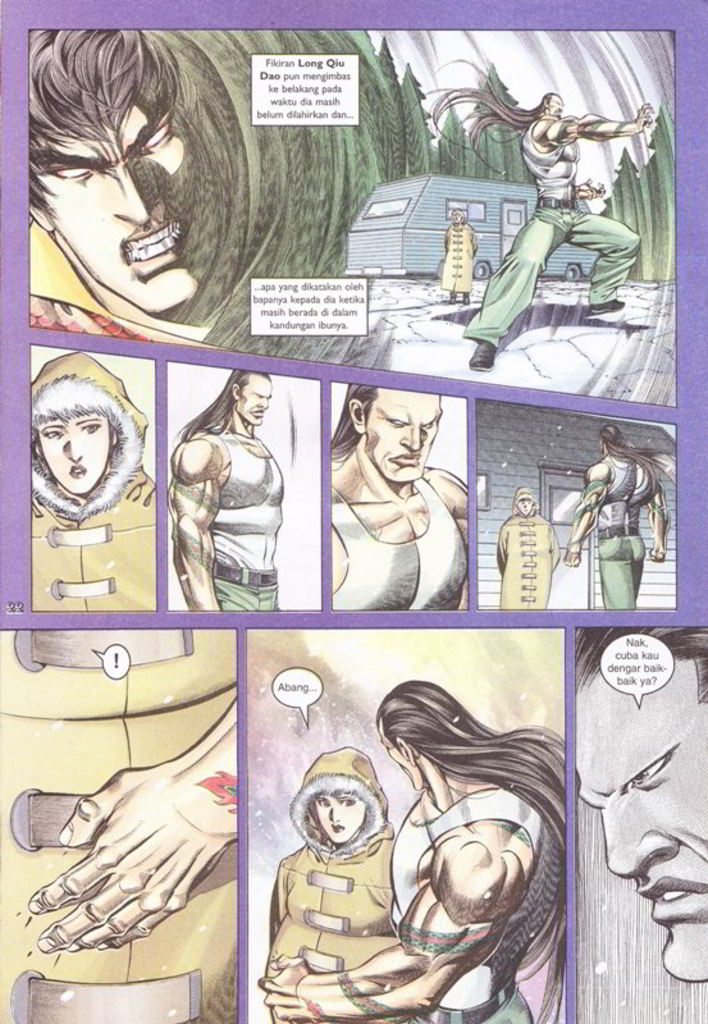 Fikiran Long Qiu
Dao pun mengimbas
ke belakang pada
waktu dia masih
belum dilahirkan dan...
...apa yang dikatakan oleh
bapanya kepada dia ketika
masih berada di dalam
kandungan ibunya.
22
!
Abang...
Nak,
cuba kau
dengar baik-
baik ya?